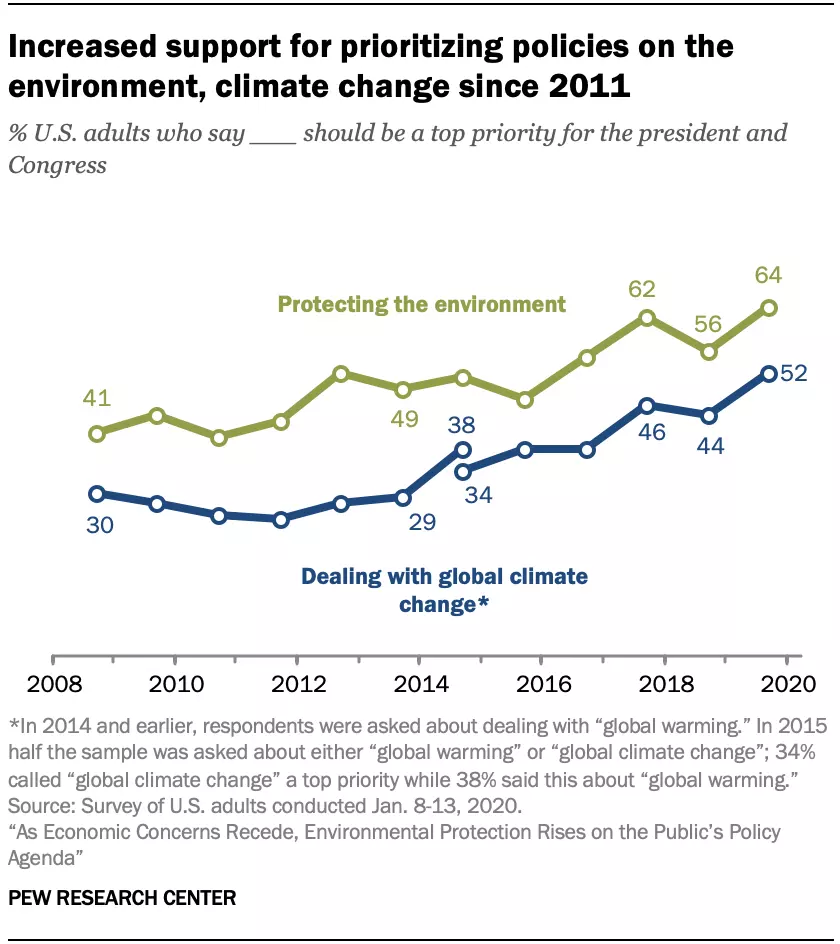 Increased support for prioritizing policies on the
environment, climate change since 2011
% U.S. adults who say ___ should be a top priority for the president and
Congress
64
62
Protecting the environment
56
52
41
49
38
46
44
34
30
29
Dealing with global climate
change*
2008 2010 2012 2014 2016 2018 2020
*In 2014 and earlier, respondents were asked about dealing with “global warming.” In 2015
half the sample was asked about either “global warming” or “global climate change”; 34%
called “global climate change” a top priority while 38% said this about “global warming.”
Source: Survey of U.S. adults conducted Jan. 8-13, 2020.
“As Economic Concerns Recede, Environmental Protection Rises on the Public’s Policy
Agenda”
PEW RESEARCH CENTER